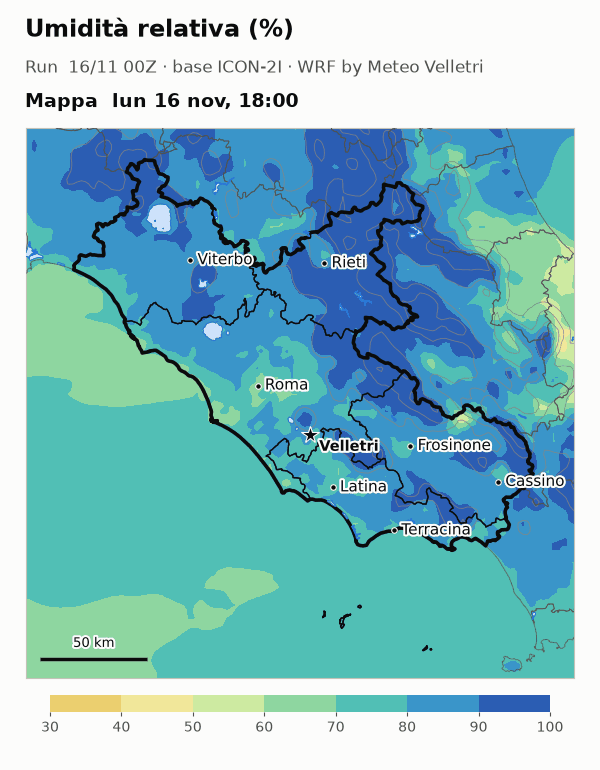 Umidità relativa (%)
Run  16/11 00Z · base ICON-2I · WRF by Meteo Velletri
Mappa  lun 16 nov, 18:00
Viterbo
Rieti
Roma
Velletri
Frosinone
Cassino
Latina
Terracina
50 km
30 40 50 60 70 80 90 100